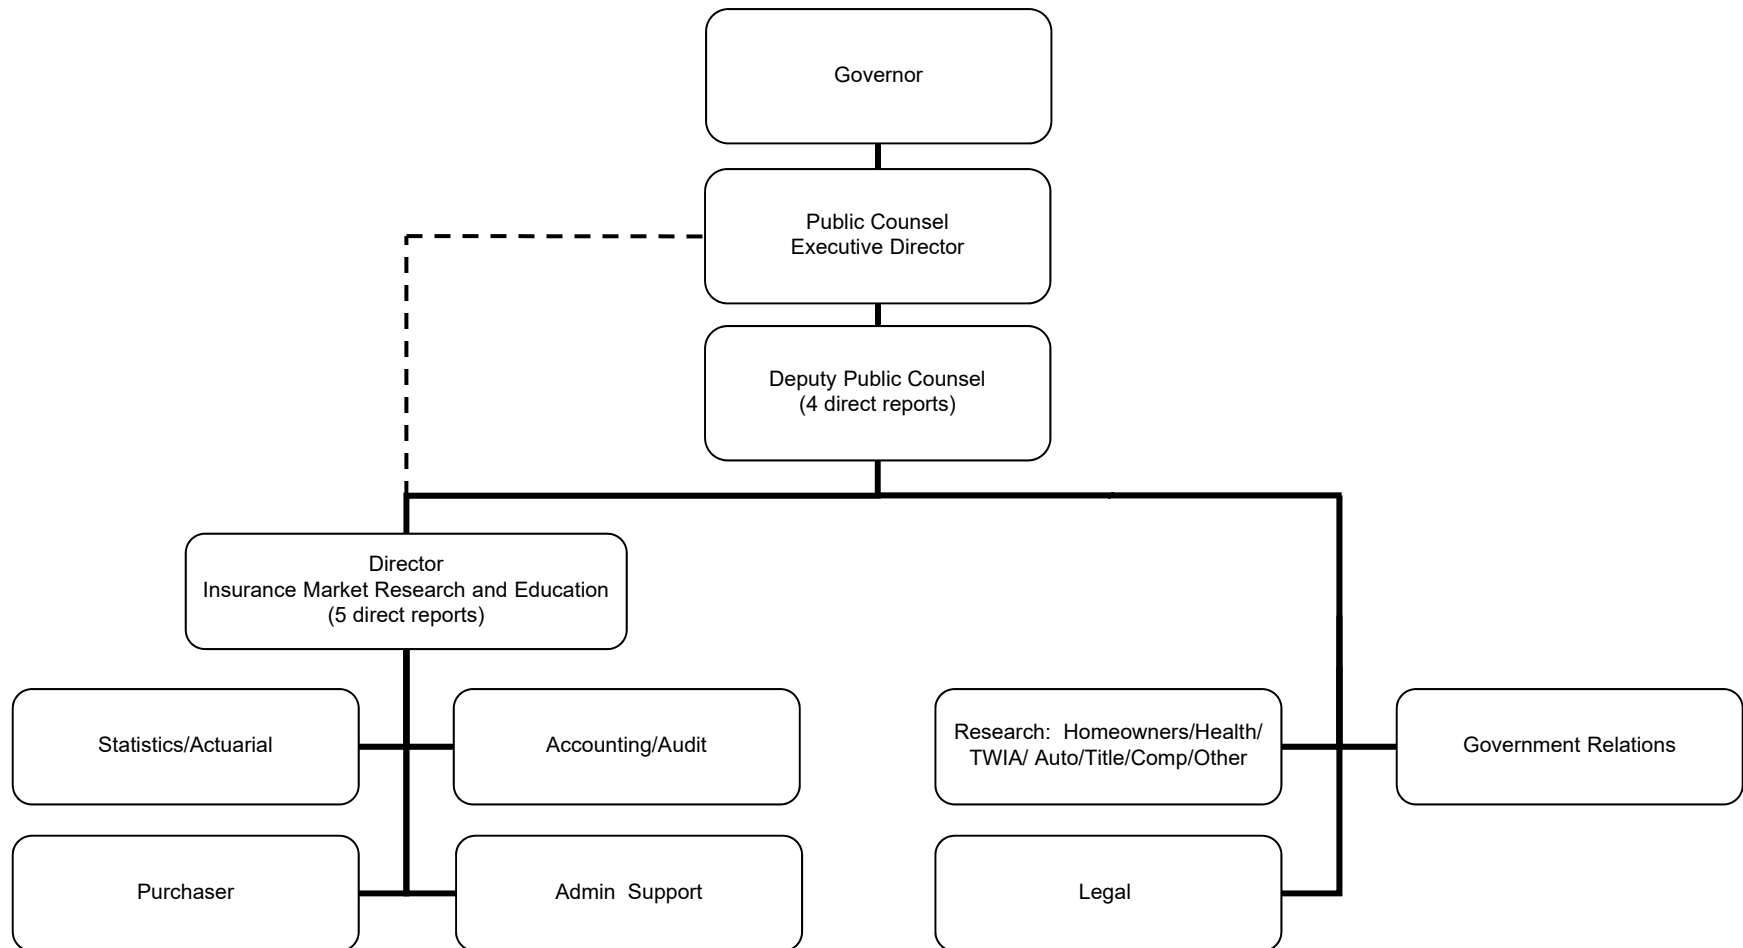 Governor
Public Counsel
Executive Director
Deputy Public Counsel
(4 direct reports)
Director
Insurance Market Research and Education
(5 direct reports)
Statistics/Actuarial
Accounting/Audit
Research:  Homeowners/Health/
TWIA/ Auto/Title/Comp/Other
Government Relations
Purchaser
Admin  Support
Legal